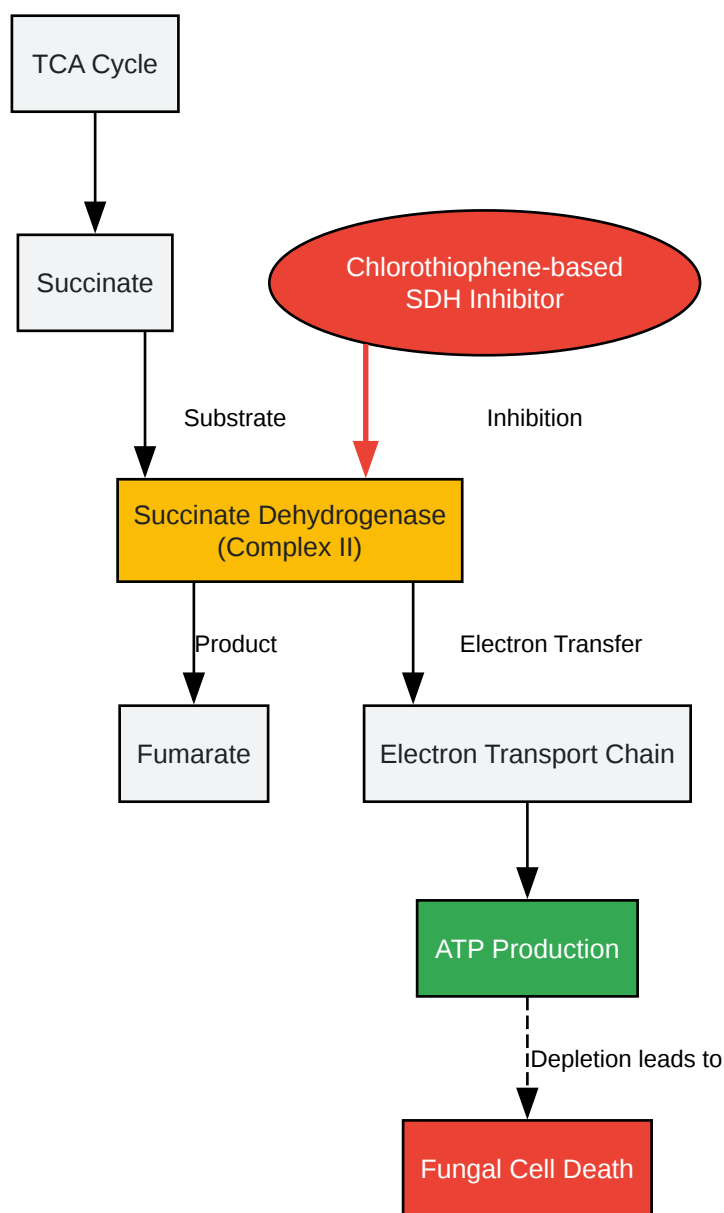 TCA Cycle
Succinate
Chlorothiophene-based
SDH Inhibitor
Substrate
Inhibition
Succinate Dehydrogenase
(Complex II)
Product
Electron Transfer
Fumarate
Electron Transport Chain
ATP Production
Depletion leads to
Fungal Cell Death